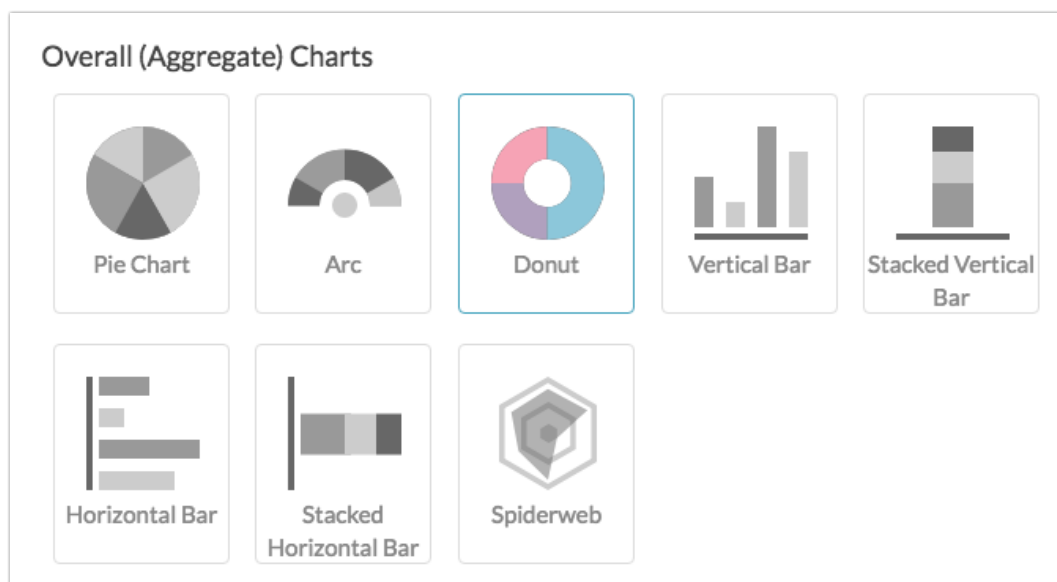 Overall (Aggregate) Charts
Pie Chart
Arc
Donut
Vertical Bar
Stacked Vertical
Bar
Horizontal Bar
Stacked
Horizontal Bar
Spiderweb